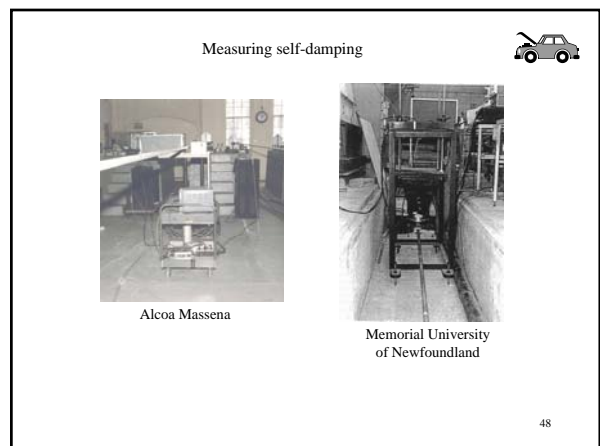 Measuring self-damping
Alcoa Massena
Memorial University
of Newfoundland
48